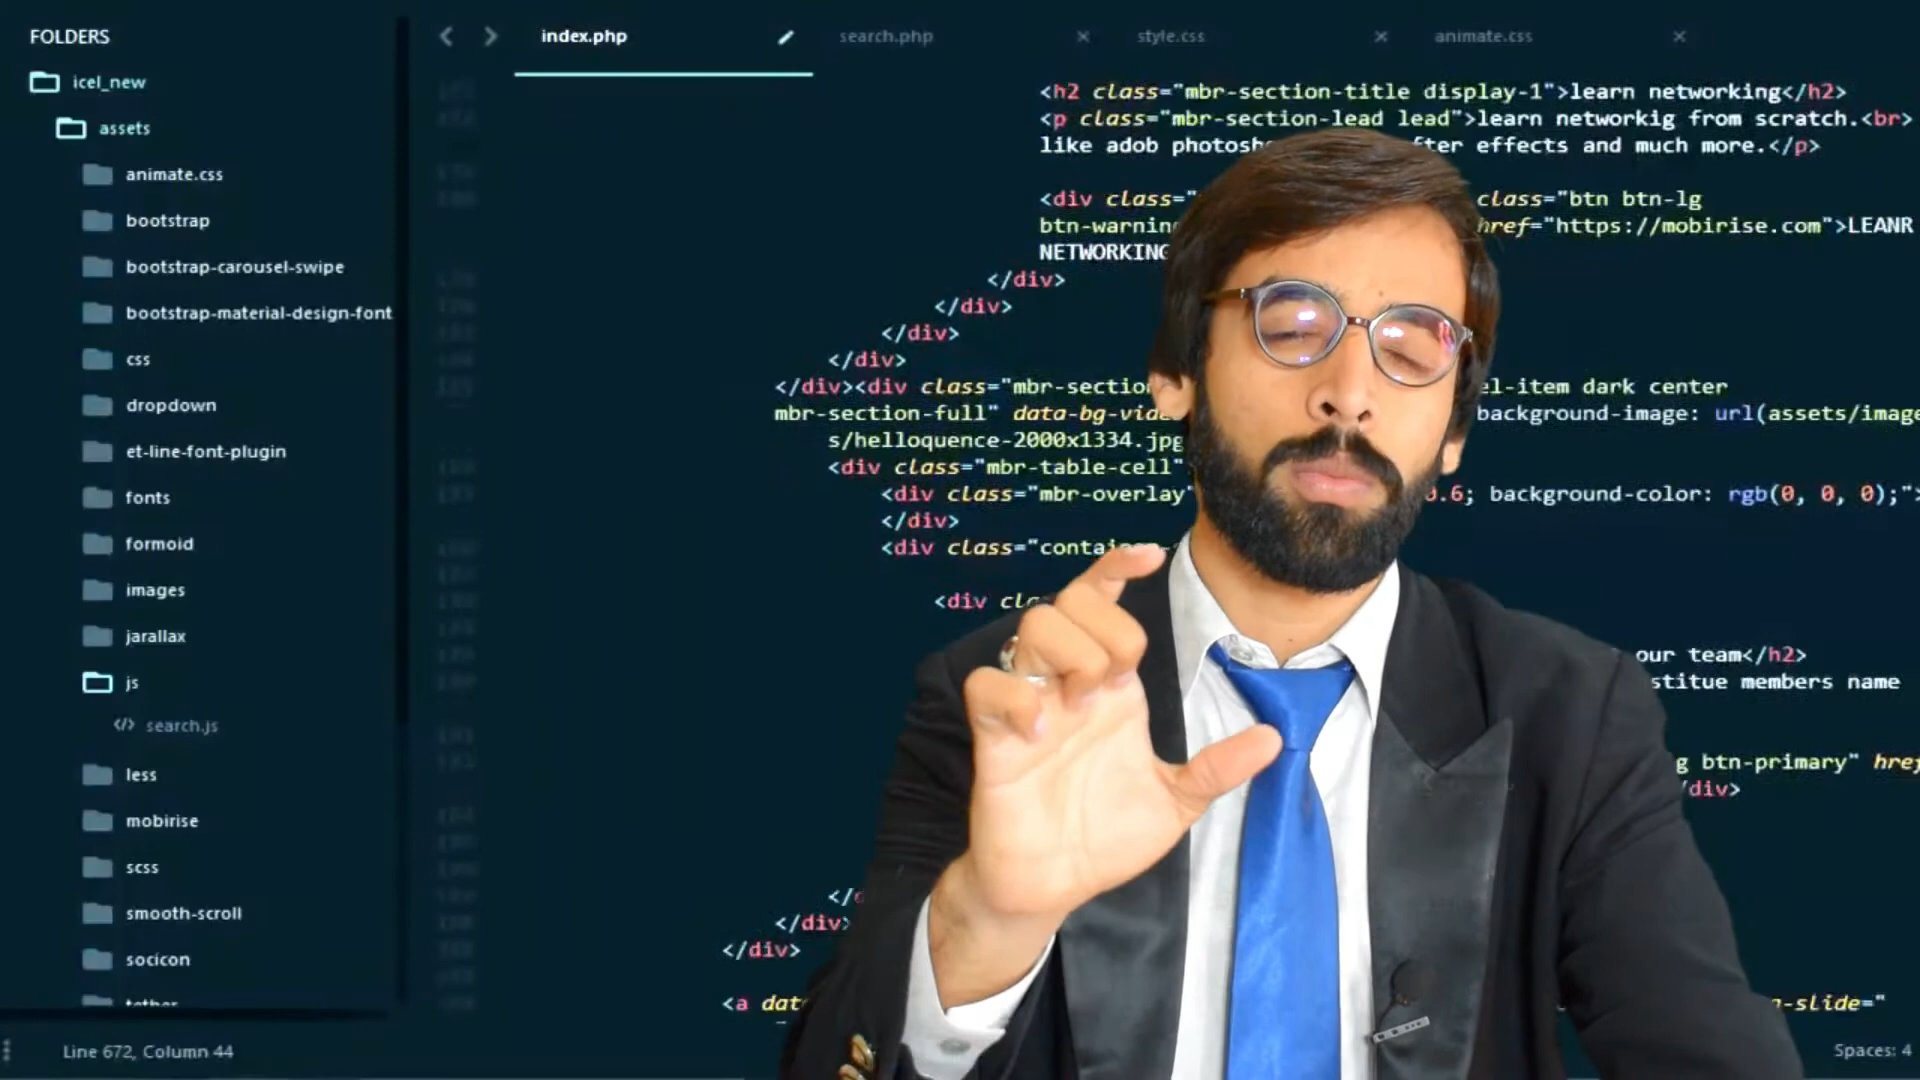 FOLDERS
icel_new
assets
animate.css
bootstrap
bootstrap-carousel-swipe
bootstrap-material-design-font
css
dropdown
et-line-font-plugin
fonts
formoid
images
jarallax
js
</> search.js
less
mobirise
scss
smooth-scroll
socicon
tether
Line 672, Column 44
index.php
search.php
style.css
animate.css
<h2 class="mbr-section-title display-1">learn networking</h2>
<p class="mbr-section-lead lead">learn networkig from scratch.<br>
like adob photosh fter effects and much more.</p>
<div class=" class="btn btn-lg
btn-warning href="https://mobirise.com">LEANR
NETWORKING
</div>
</div>
</div>
</div>
</div><div class="mbr-section el-item dark center
mbr-section-full" data-bg-vide background-image: url(assets/image
s/helloquence-2000x1334.jpg
<div class="mbr-table-cell"
<div class="mbr-overlay" 0.6; background-color: rgb(0, 0, 0);">
</div>
<div class="contai
<div cl
our team</h2>
stitue members name
g btn-primary" href
/div>
</d
</div>
</div>
<a dat a-slide="
Spaces: 4